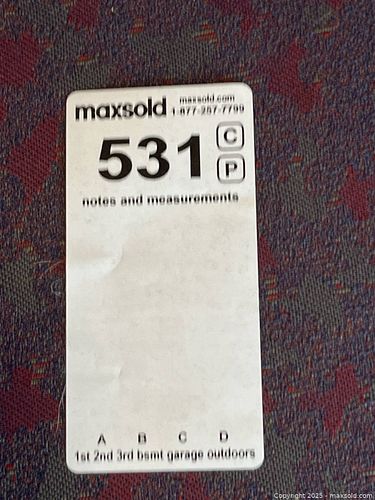 maxsold maxsold.com
1-877-257-7799
531 C
P
notes and measurements
A B C D
1st 2nd 3rd bsmt garage outdoors
Copyright 2025 - maxsold.com